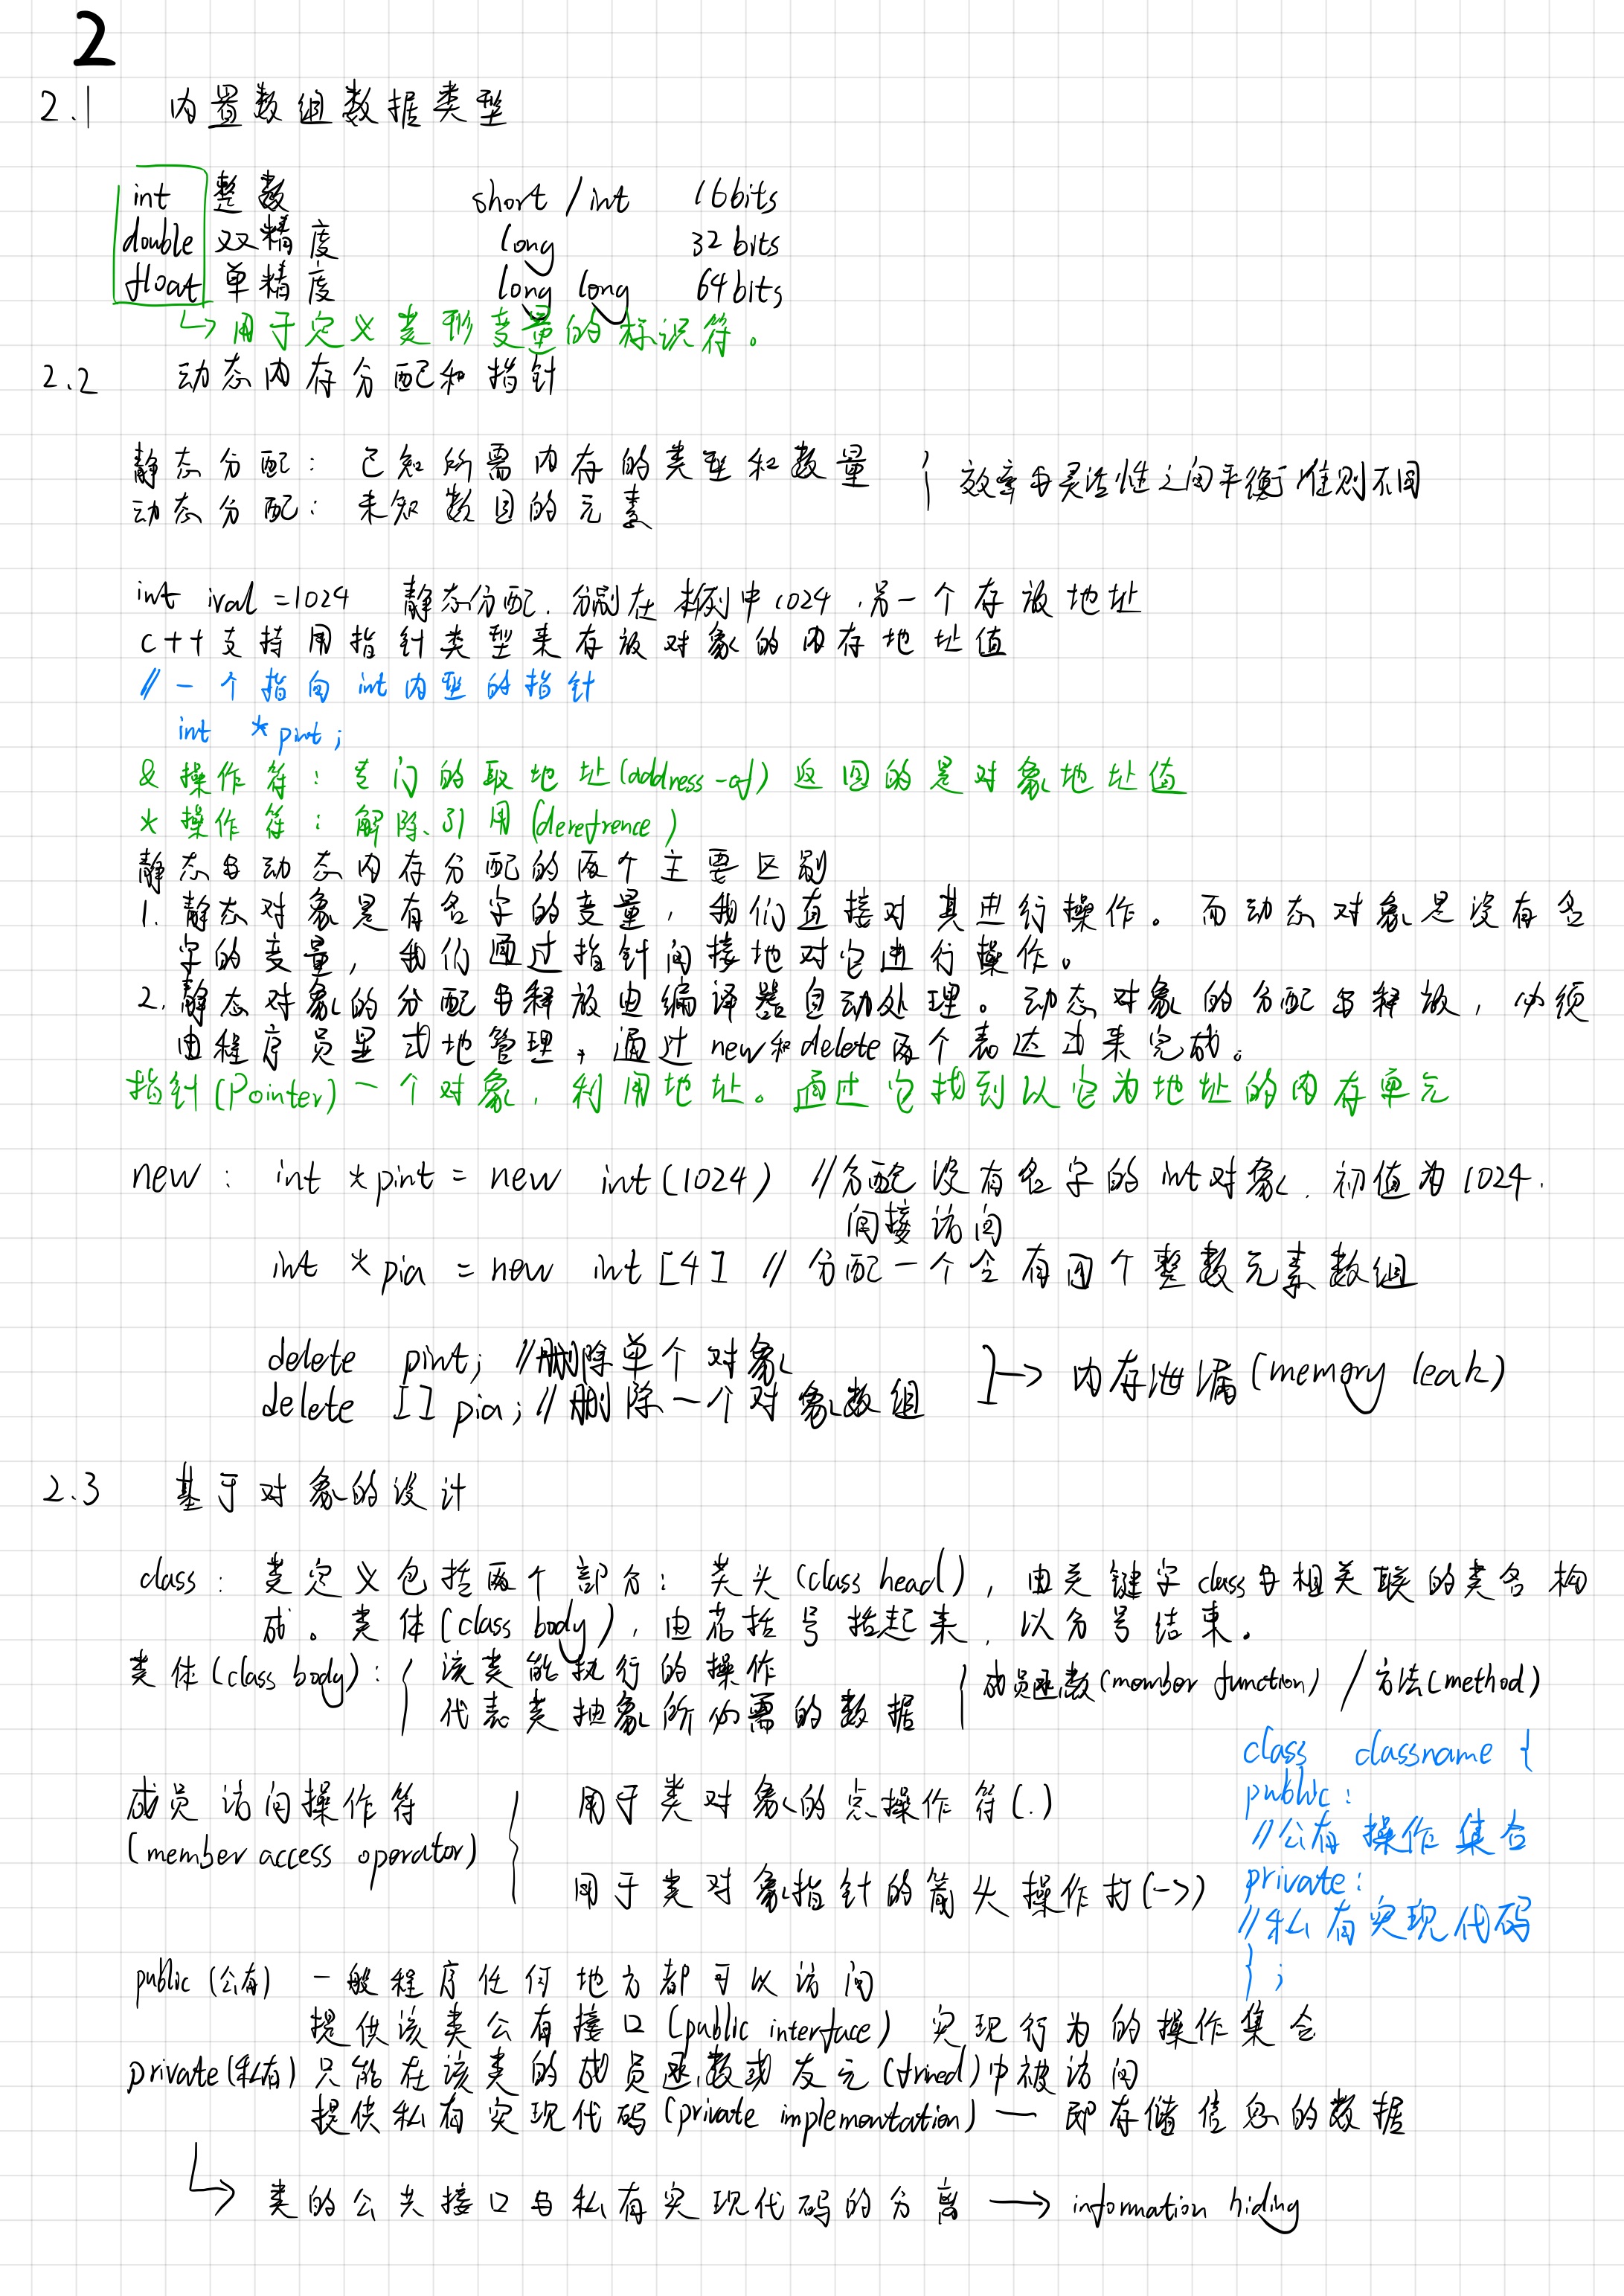 2
2.1 内置数组数据类型
int 整数 short / int 16bits
double 双精度 long 32 bits
float 单精度 long long 64bits
↳ 用于定义类形变量的标识符。
2.2 动态内存分配和指针
静态分配: 已知所需内存的类型和数量 } 效率与灵活性之间平衡准则不同
动态分配: 未知数目的元素
int ival =1024 静态分配. 分别在 中1024 ,另一个存放地址
C++支持用指针类型来存放对象的内存地址值
// 一个指向int内型的指针
int *pint;
& 操作符: 专门的取地址(address-of) 返回的是对象地址值
* 操作符: 解除引用(derefrence)
静态与动态内存分配的两个主要区别
1. 静态对象是有名字的变量, 我们直接对其进行操作。而动态对象是没有名
字的变量, 我们通过指针间接地对它进行操作。
2. 静态对象的分配与释放由编译器自动处理。动态对象的分配与释放, 必须
由程序员显式地管理, 通过new和delete两个表达式来完成。
指针(Pointer) 一个对象, 利用地址。通过它找到以它为地址的内存单元
new : int *pint = new int(1024) //分配没有名字的int对象. 初值为1024.
间接访问
int *pia = new int [4] // 分配一个含有四个整数元素数组
delete pint; //删除单个对象 }→ 内存泄漏(memory leak)
delete [] pia; //删除一个对象数组
2.3 基于对象的设计
class: 类定义包括两个部分: 类头(class head), 由关键字class与相关联的类名构
成。类体(class body), 由花括号括起来, 以分号结束。
类体(class body): { 该类能执行的操作 { 成员函数(member function) / 方法(method)
代表类抽象所必需的数据
成员访问操作符 { 用于类对象的点操作符(.)
(member access operator) 用于类对象指针的箭头操作打(->)
class classname {
public:
//公有操作集合
private:
//私有实现代码
};
public (公有) 一般程序任何地方都可以访问
提供该类公有接口(public interface) 实现行为的操作集合
private(私有) 只能在该类的成员函数或友元(fried)中被访问
提供私有实现代码(private implementation) — 即存储信息的数据
↳ 类的公共接口与私有实现代码的分离 → information hiding